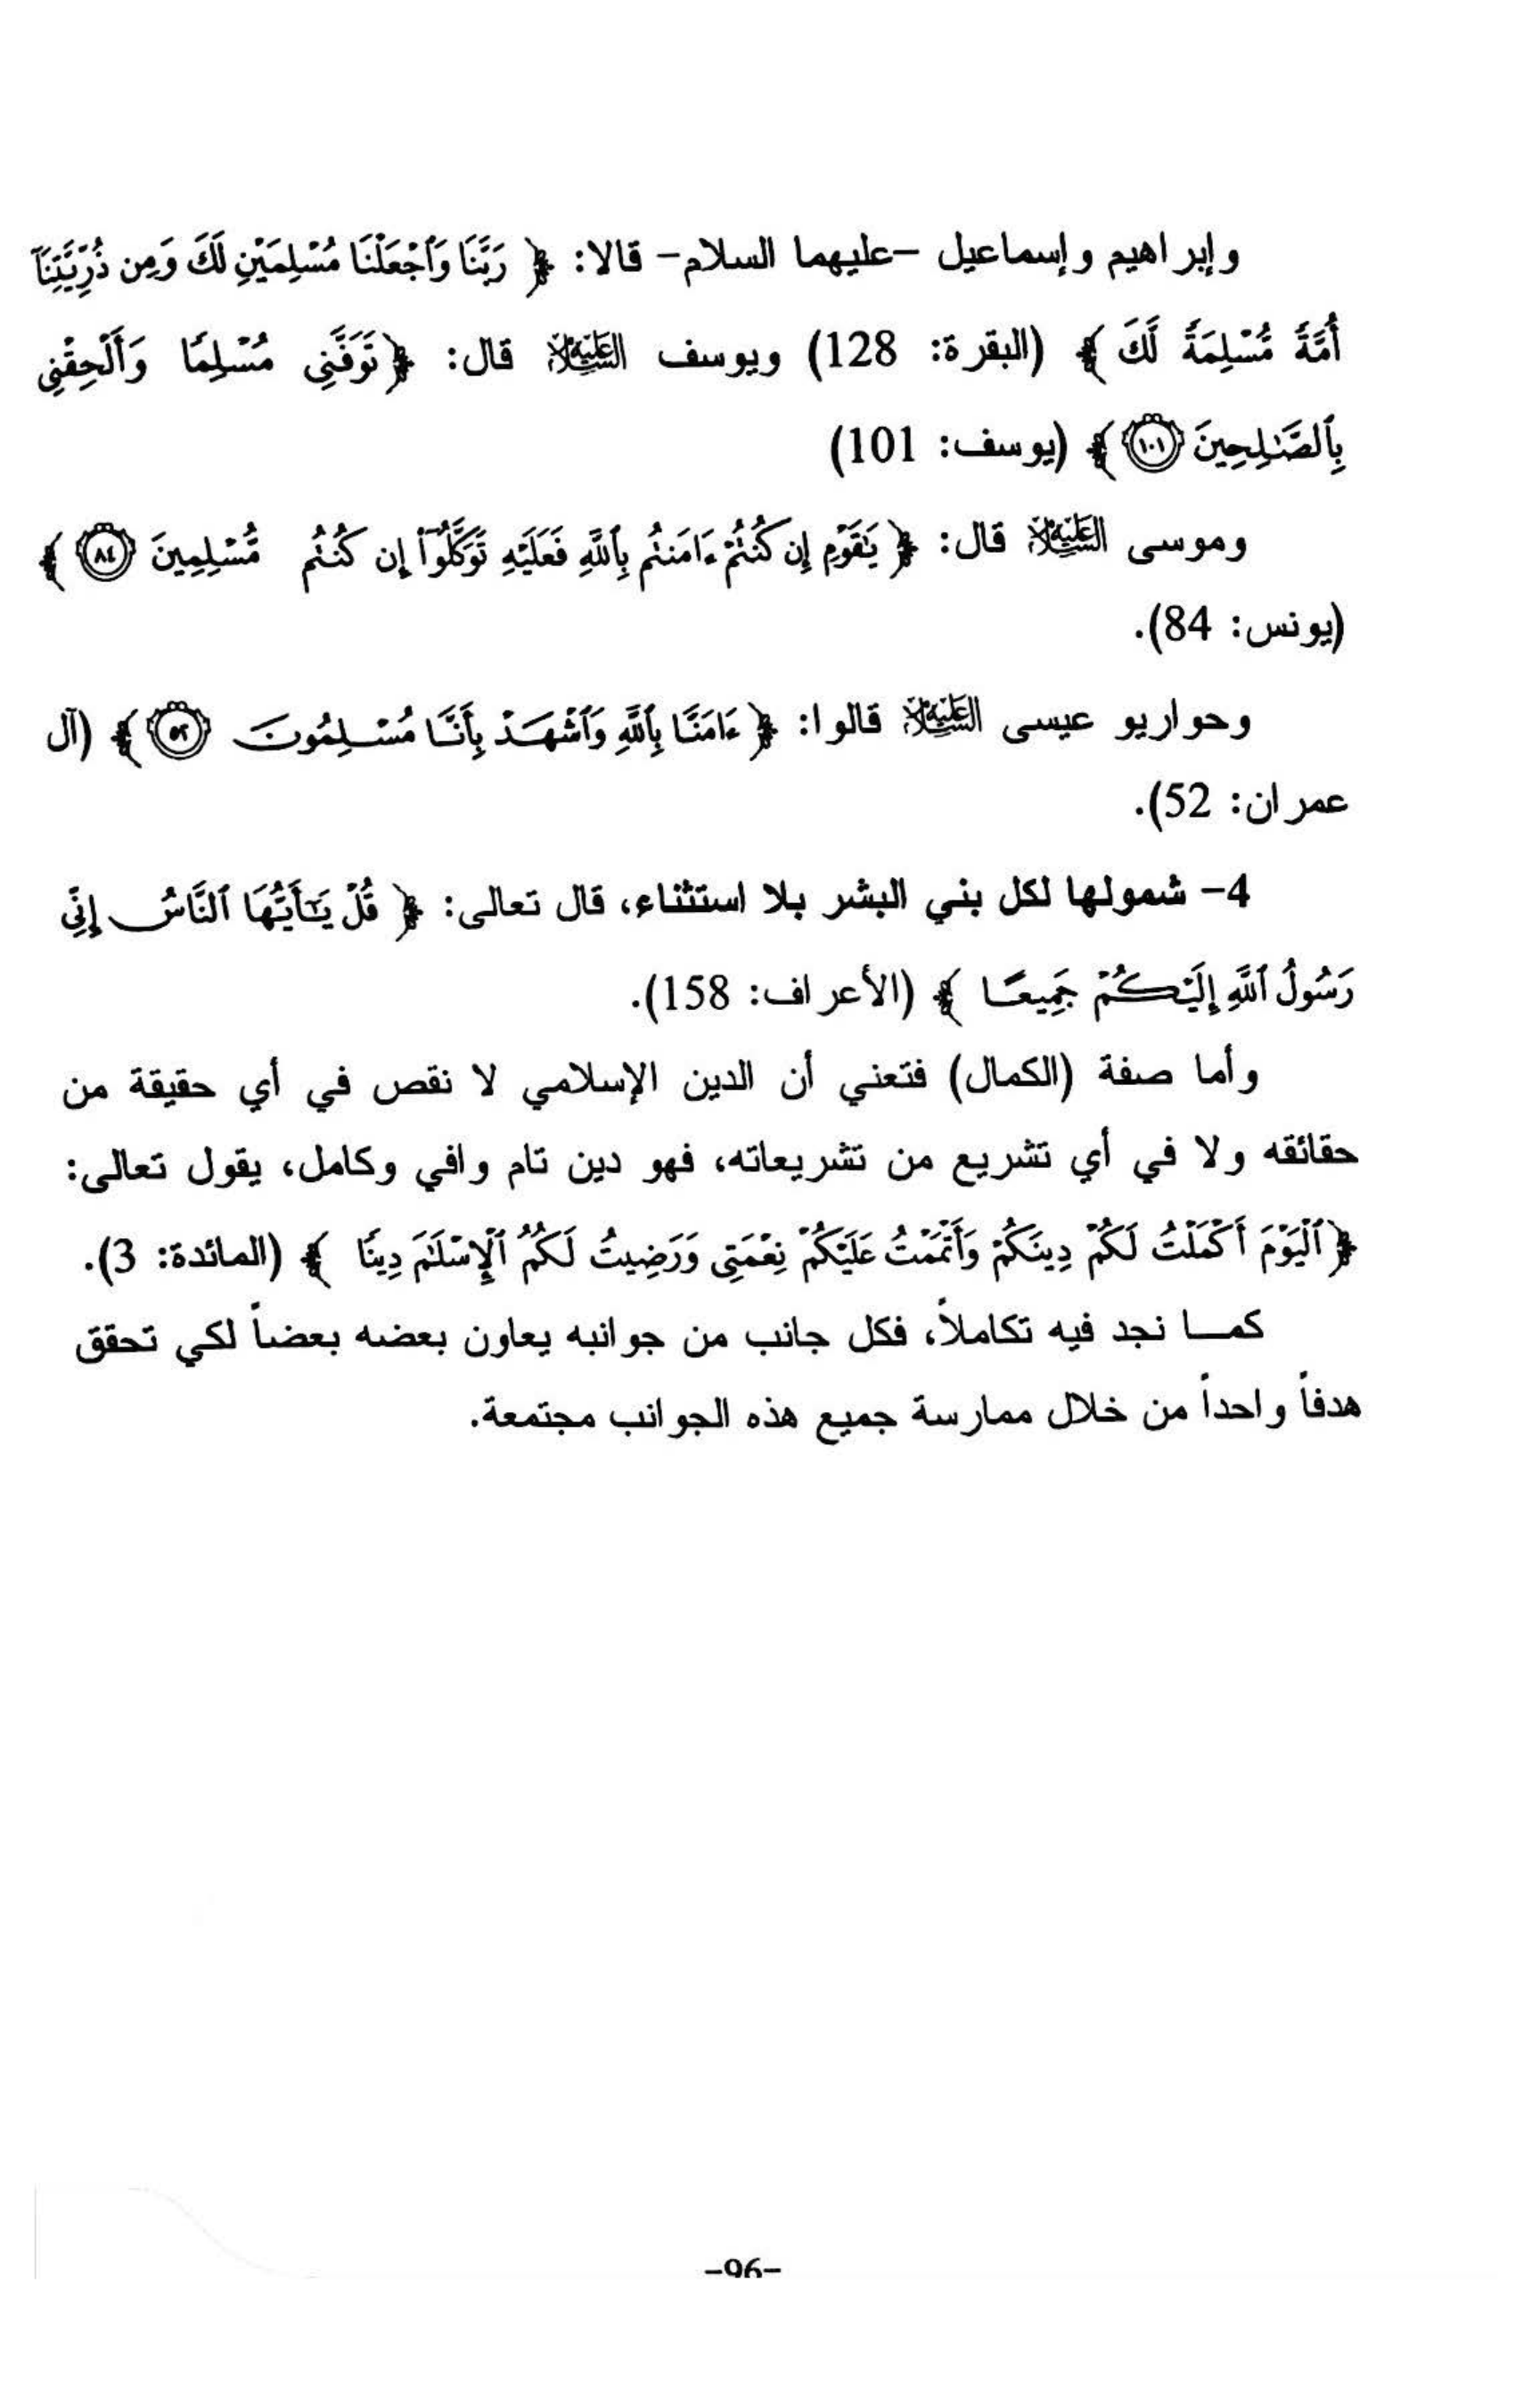 وإبراهيم وإسماعيل –عليهما السلام– قالا: ﴿ رَبَّنَا وَٱجْعَلْنَا مُسْلِمَيْنِ لَكَ وَمِن ذُرِّيَّتِنَآ
أُمَّةً مُّسْلِمَةً لَّكَ ﴾ (البقرة: 128) ويوسف عليه السلام قال: ﴿ تَوَفَّنِى مُسْلِمًا وَأَلْحِقْنِى
بِٱلصَّٰلِحِينَ ١٠١ ﴾ (يوسف: 101)
وموسى عليه السلام قال: ﴿ يَٰقَوْمِ إِن كُنتُمْ ءَامَنتُم بِٱللَّهِ فَعَلَيْهِ تَوَكَّلُوٓا۟ إِن كُنتُم مُّسْلِمِينَ ٨٤ ﴾
(يونس: 84).
وحواريو عيسى عليه السلام قالوا: ﴿ ءَامَنَّا بِٱللَّهِ وَٱشْهَدْ بِأَنَّا مُسْلِمُونَ ٥٢ ﴾ (آل
عمران: 52).
4– شمولها لكل بني البشر بلا استثناء، قال تعالى: ﴿ قُلْ يَٰٓأَيُّهَا ٱلنَّاسُ إِنِّى
رَسُولُ ٱللَّهِ إِلَيْكُمْ جَمِيعًا ﴾ (الأعراف: 158).
وأما صفة (الكمال) فتعني أن الدين الإسلامي لا نقص في أي حقيقة من
حقائقه ولا في أي تشريع من تشريعاته، فهو دين تام وافي وكامل، يقول تعالى:
﴿ ٱلْيَوْمَ أَكْمَلْتُ لَكُمْ دِينَكُمْ وَأَتْمَمْتُ عَلَيْكُمْ نِعْمَتِى وَرَضِيتُ لَكُمُ ٱلْإِسْلَٰمَ دِينًا ﴾ (المائدة: 3).
كمـا نجد فيه تكاملاً، فكل جانب من جوانبه يعاون بعضه بعضاً لكي تحقق
هدفاً واحداً من خلال ممارسة جميع هذه الجوانب مجتمعة.
–96–